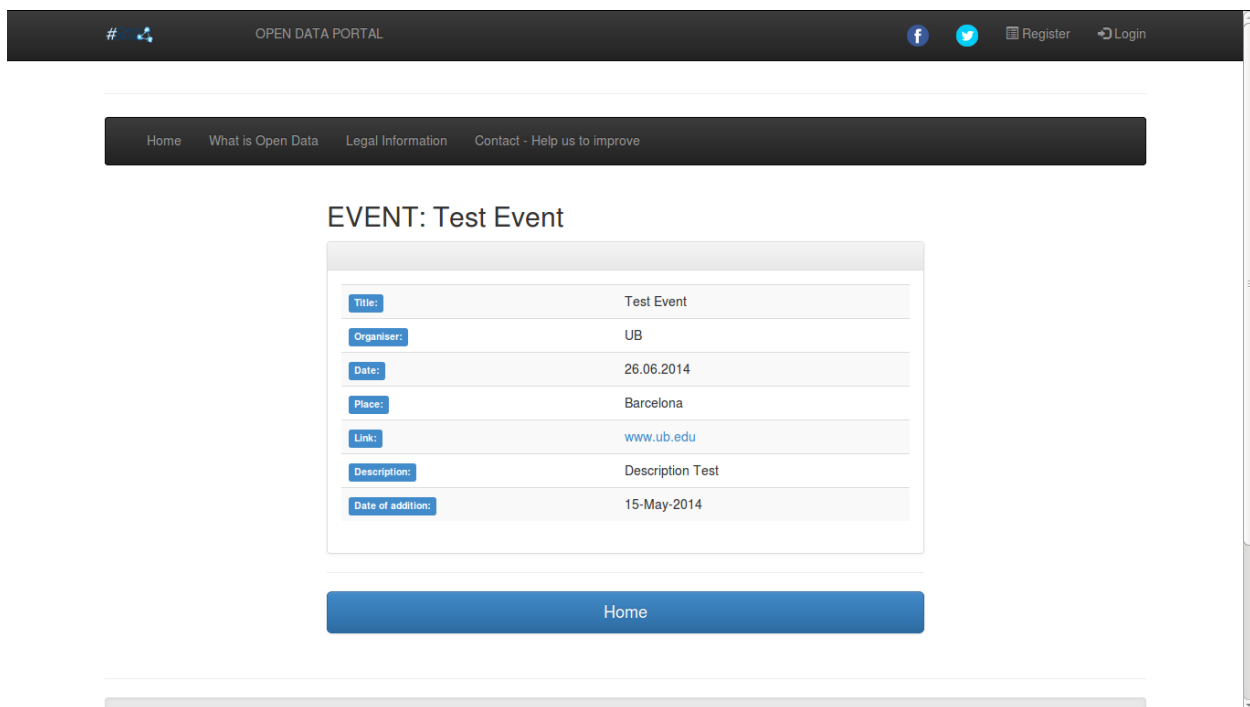 # OPEN DATA PORTAL Register Login
Home What is Open Data Legal Information Contact - Help us to improve
EVENT: Test Event
Title: Test Event
Organiser: UB
Date: 26.06.2014
Place: Barcelona
Link: www.ub.edu
Description: Description Test
Date of addition: 15-May-2014
Home